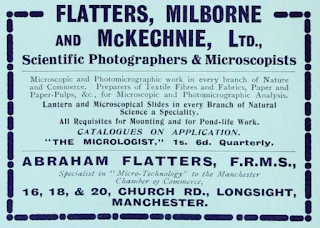 FLATTERS, MILBORNE
AND MCKECHNIE, LTD.,
Scientific Photographers & Microscopists
Microscopic and Photomicrographic work in every branch of Nature
and Commerce. Preparers of Textile Fibres and Fabrics, Paper and
Paper-Pulps, &c., for Microscopic and Photomicrographic Analysis.
Lantern and Microscopical Slides in every Branch of Natural
Science a Speciality.
All Requisites for Mounting and for Pond-life Work.
CATALOGUES ON APPLICATION.
"THE MICROLOGIST," 1s. 6d. Quarterly.
ABRAHAM FLATTERS, F.R.M.S.,
Specialist in "Micro-Technology" to the Manchester
Chamber of Commerce,
16, 18, & 20, CHURCH RD., LONGSIGHT,
MANCHESTER.